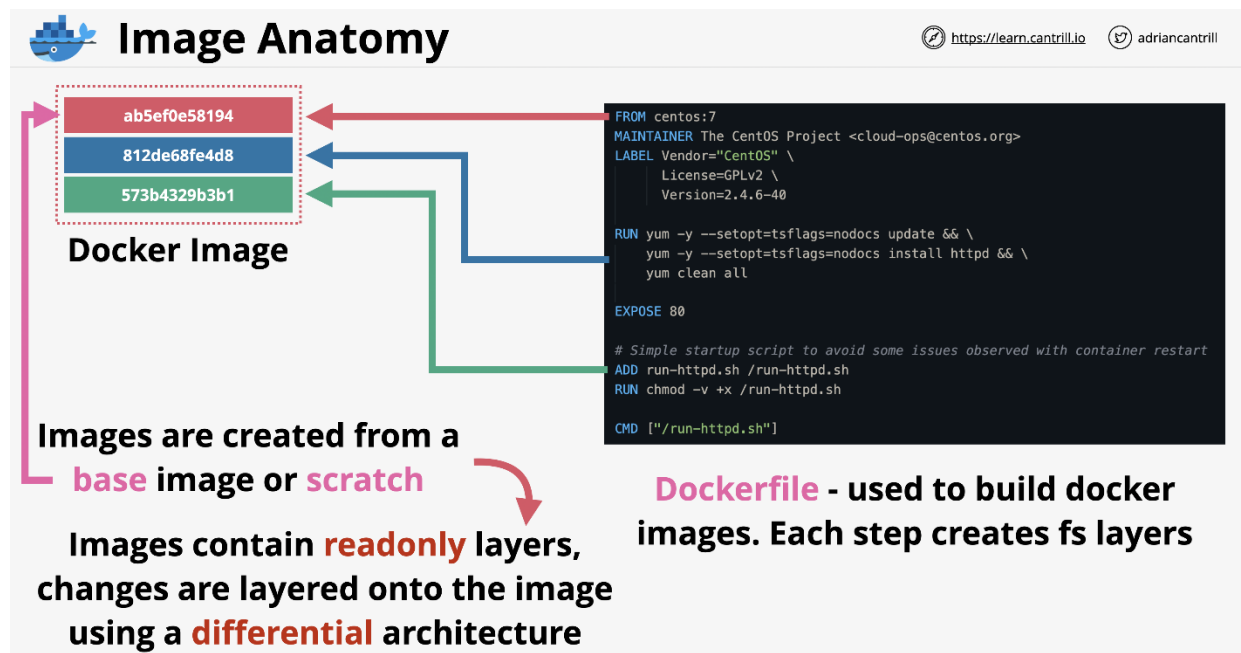 Image Anatomy
https://learn.cantrill.io
adriancantrill
ab5ef0e58194
812de68fe4d8
573b4329b3b1
Docker Image
FROM centos:7
MAINTAINER The CentOS Project <cloud-ops@centos.org>
LABEL Vendor="CentOS" \
      License=GPLv2 \
      Version=2.4.6-40
RUN yum -y --setopt=tsflags=nodocs update && \
    yum -y --setopt=tsflags=nodocs install httpd && \
    yum clean all
EXPOSE 80
# Simple startup script to avoid some issues observed with container restart
ADD run-httpd.sh /run-httpd.sh
RUN chmod -v +x /run-httpd.sh
CMD ["/run-httpd.sh"]
Images are created from a
base image or scratch
Images contain readonly layers,
changes are layered onto the image
using a differential architecture
Dockerfile - used to build docker
images. Each step creates fs layers